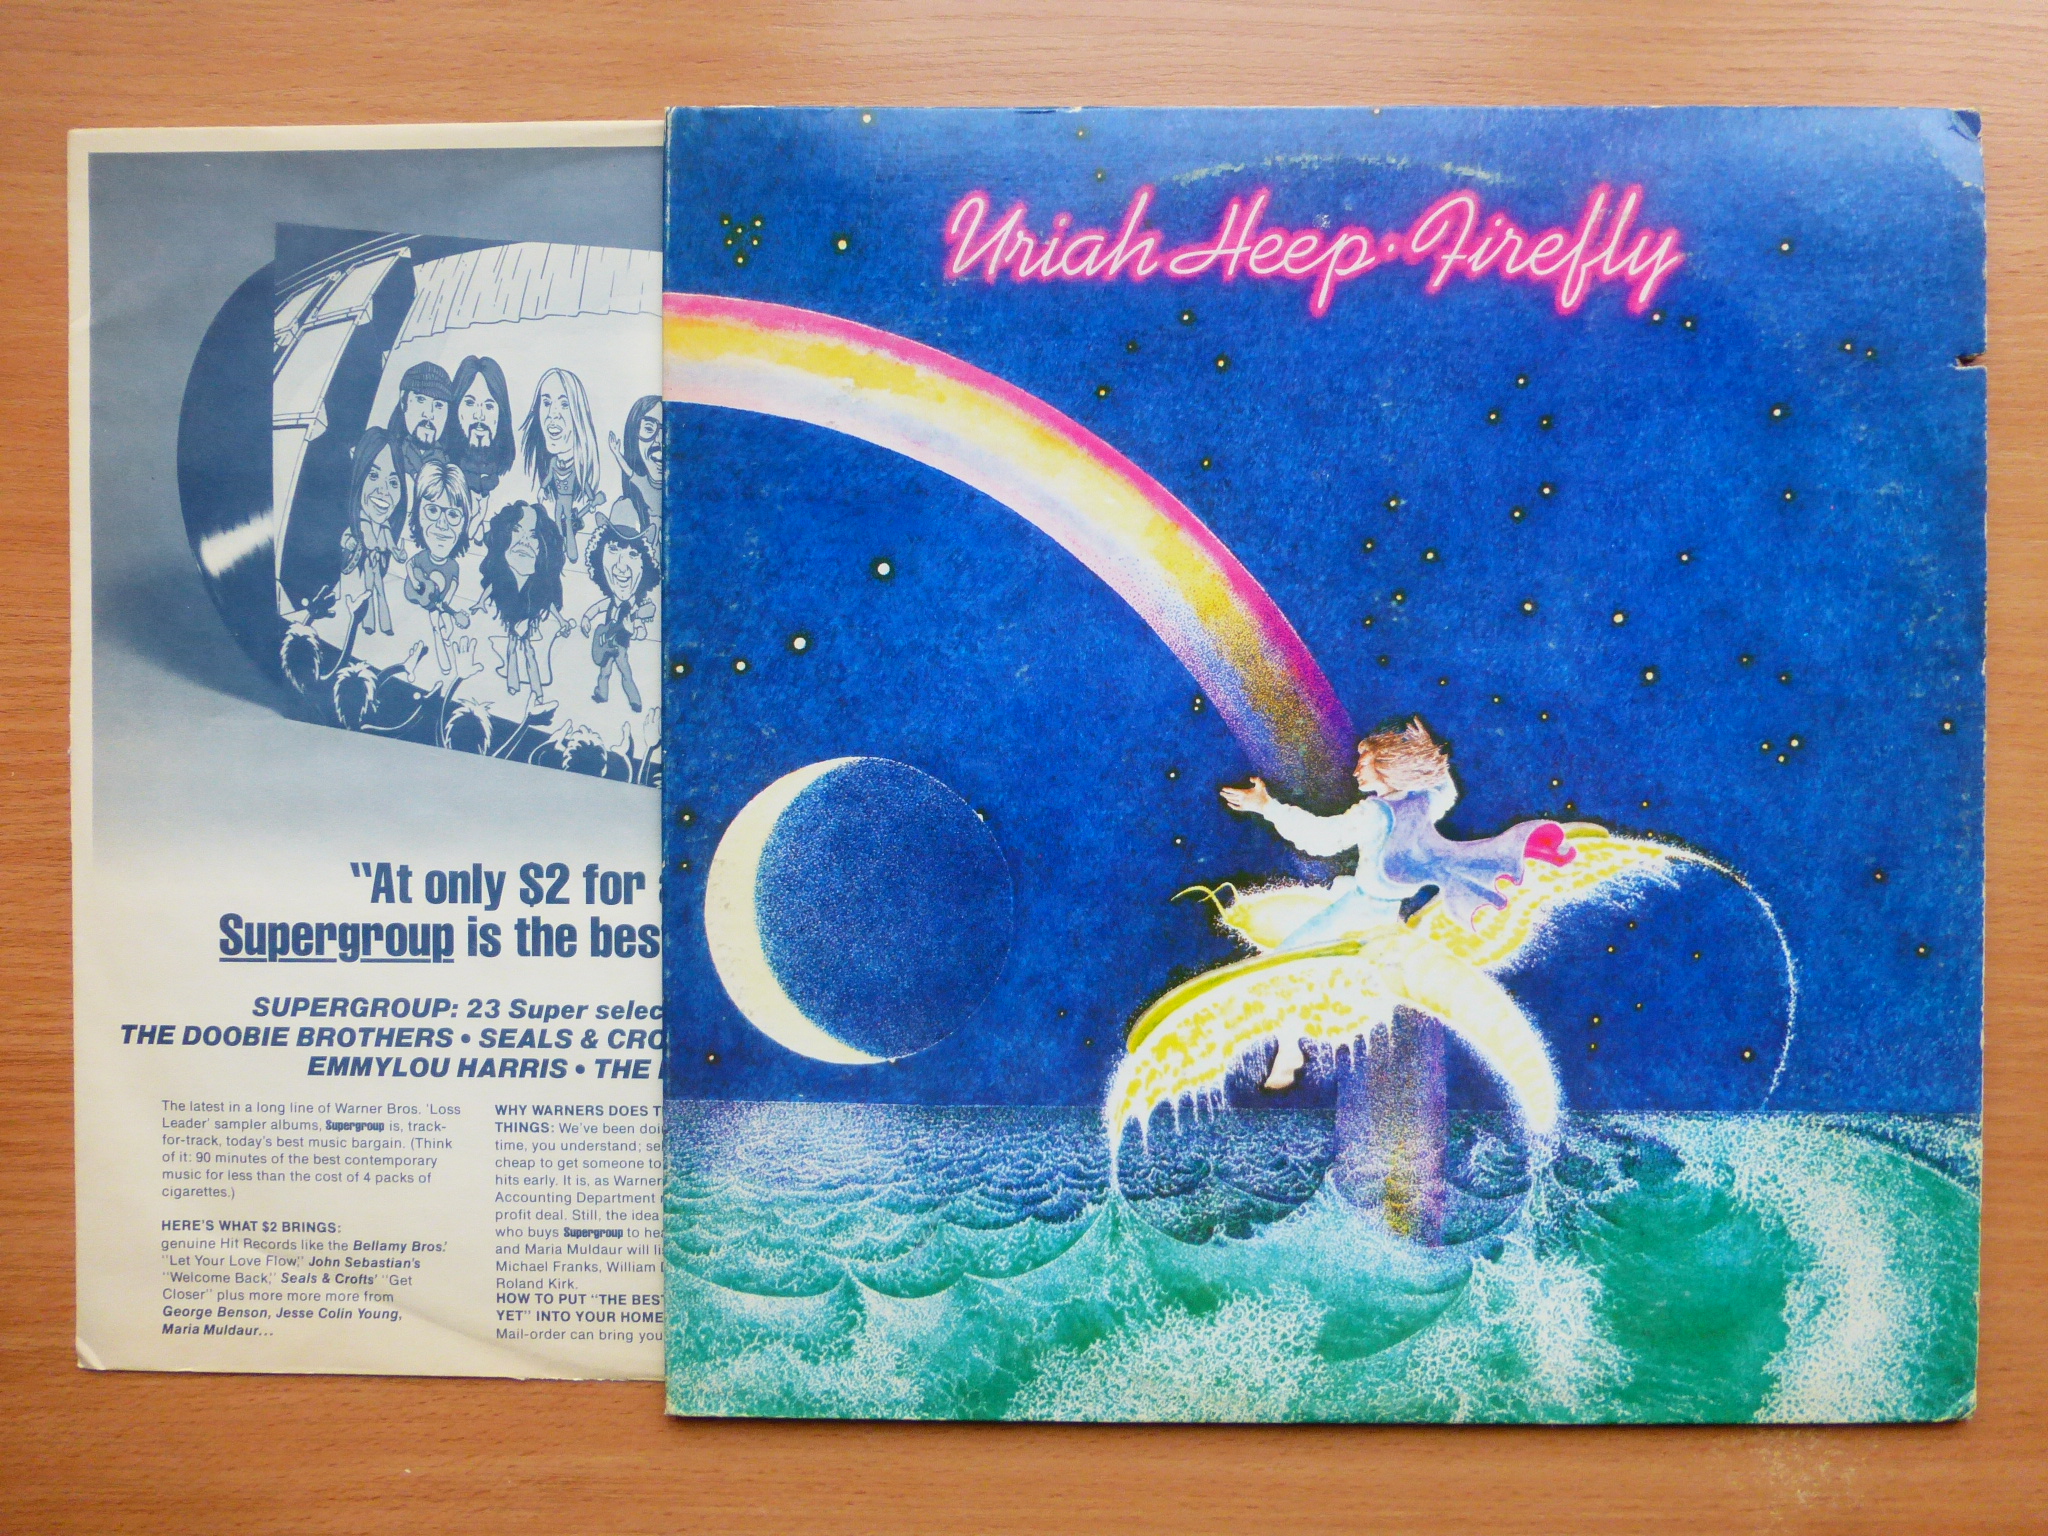 Uriah Heep · Firefly
"At only $2 for
Supergroup is the bes
SUPERGROUP: 23 Super selec
THE DOOBIE BROTHERS • SEALS & CRO
EMMYLOU HARRIS • THE
The latest in a long line of Warner Bros. 'Loss
Leader' sampler albums, Supergroup is, track-
for-track, today's best music bargain. (Think
of it: 90 minutes of the best contemporary
music for less than the cost of 4 packs of
cigarettes.)
HERE'S WHAT $2 BRINGS:
genuine Hit Records like the Bellamy Bros.'
"Let Your Love Flow," John Sebastian's
"Welcome Back," Seals & Crofts' "Get
Closer" plus more more more from
George Benson, Jesse Colin Young,
Maria Muldaur...
WHY WARNERS DOES T
THINGS: We've been doi
time, you understand; se
cheap to get someone to
hits early. It is, as Warner
Accounting Department
profit deal. Still, the idea
who buys Supergroup to hea
and Maria Muldaur will li
Michael Franks, William
Roland Kirk.
HOW TO PUT "THE BEST
YET" INTO YOUR HOME
Mail-order can bring you